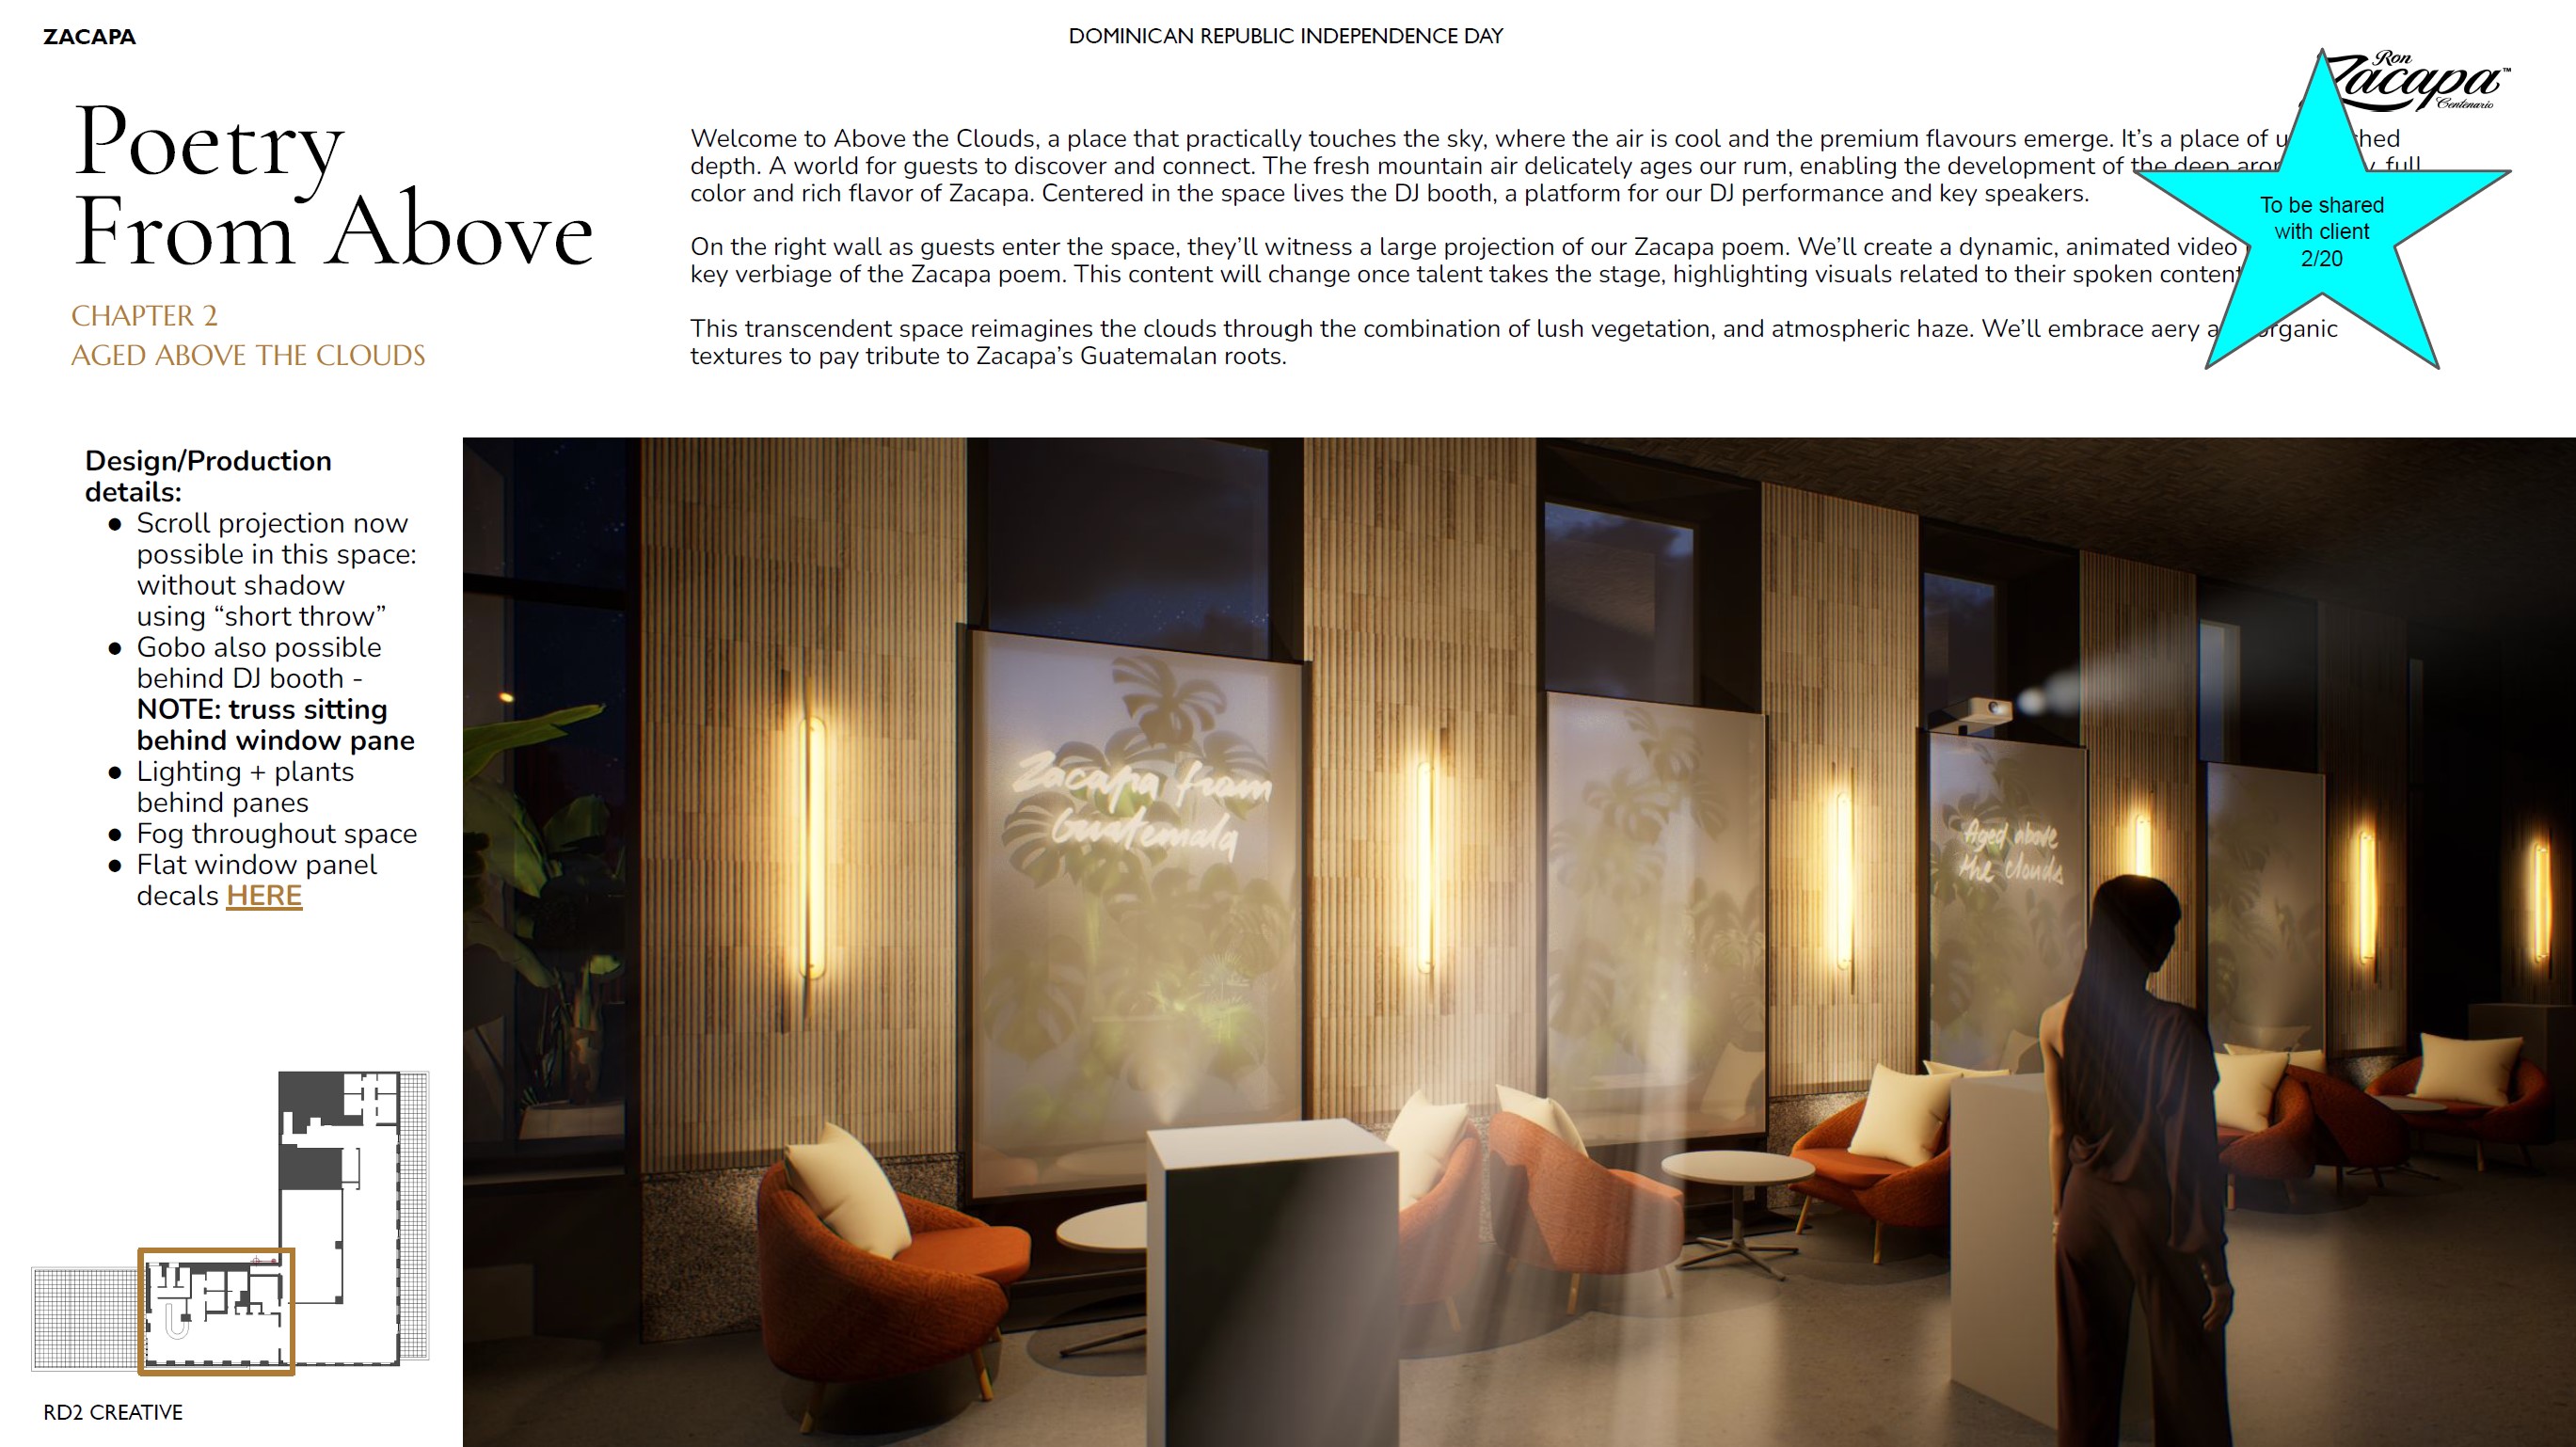 ZACAPA
DOMINICAN REPUBLIC INDEPENDENCE DAY
Ron
Zacapa™
Centenario
Poetry
From Above
CHAPTER 2
AGED ABOVE THE CLOUDS
Welcome to Above the Clouds, a place that practically touches the sky, where the air is cool and the premium flavours emerge. It’s a place of
depth. A world for guests to discover and connect. The fresh mountain air delicately ages our rum, enabling the development of the deep full
color and rich flavor of Zacapa. Centered in the space lives the DJ booth, a platform for our DJ performance and key speakers.
On the right wall as guests enter the space, they’ll witness a large projection of our Zacapa poem. We’ll create a dynamic, animated video
key verbiage of the Zacapa poem. This content will change once talent takes the stage, highlighting visuals related to their spoken content
This transcendent space reimagines the clouds through the combination of lush vegetation, and atmospheric haze. We’ll embrace aery organic
textures to pay tribute to Zacapa’s Guatemalan roots.
To be shared
with client
2/20
Design/Production
details:
● Scroll projection now
possible in this space:
without shadow
using “short throw”
● Gobo also possible
behind DJ booth -
NOTE: truss sitting
behind window pane
● Lighting + plants
behind panes
● Fog throughout space
● Flat window panel
decals HERE
Zacapa from
Guatemala
Aged above
the clouds
RD2 CREATIVE